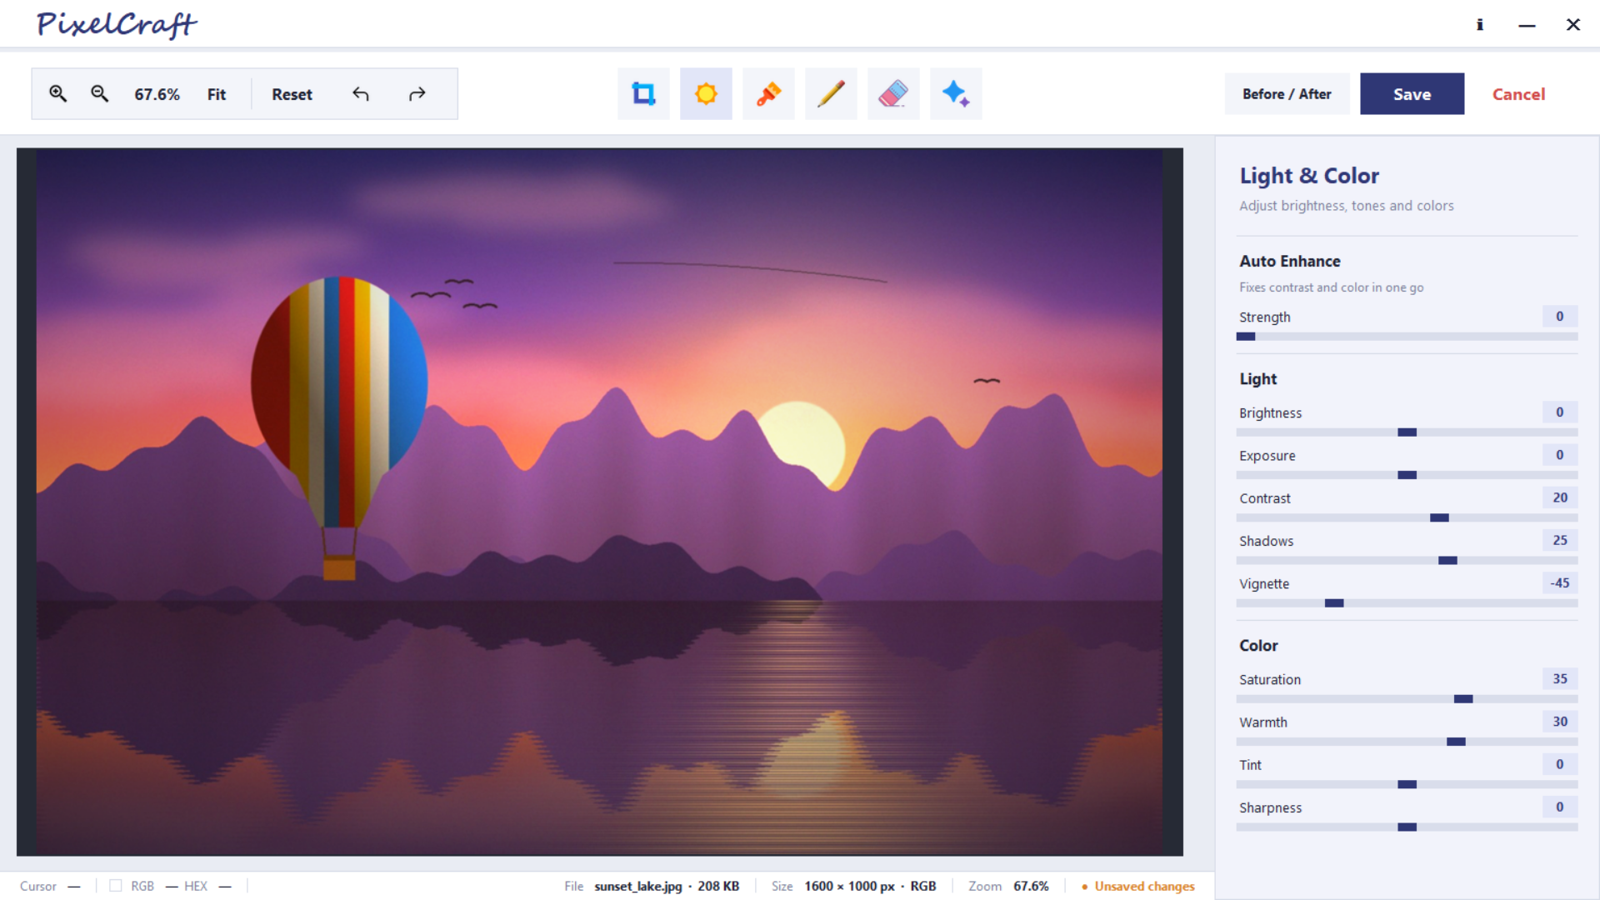 PixelCraft
67.6% Fit Reset
Before / After Save Cancel
Light & Color
Adjust brightness, tones and colors
Auto Enhance
Fixes contrast and color in one go
Strength 0
Light
Brightness 0
Exposure 0
Contrast 20
Shadows 25
Vignette -45
Color
Saturation 35
Warmth 30
Tint 0
Sharpness 0
Cursor — RGB — HEX — File sunset_lake.jpg · 208 KB Size 1600 × 1000 px · RGB Zoom 67.6% ● Unsaved changes